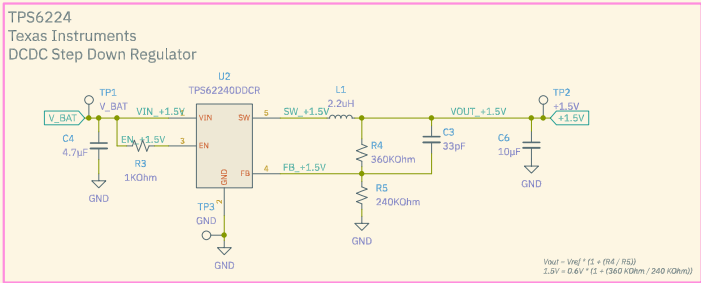 TPS6224
Texas Instruments
DCDC Step Down Regulator
U2
TPS62240DDCR
TP1
V_BAT
V_BAT
VIN_+1.5V
1
VIN
SW
5
SW_+1.5V
L1
2.2uH
VOUT_+1.5V
TP2
+1.5V
+1.5V
C4
4.7µF
EN_+1.5V
R3
1KOhm
3
EN
GND
FB
4
FB_+1.5V
R4
360KOhm
C3
33pF
C6
10µF
GND
GND
R5
240KOhm
2
TP3
GND
GND
GND
Vout = Vref * (1 + (R4 / R5))
1.5V = 0.6V * (1 + (360 KOhm / 240 KOhm))